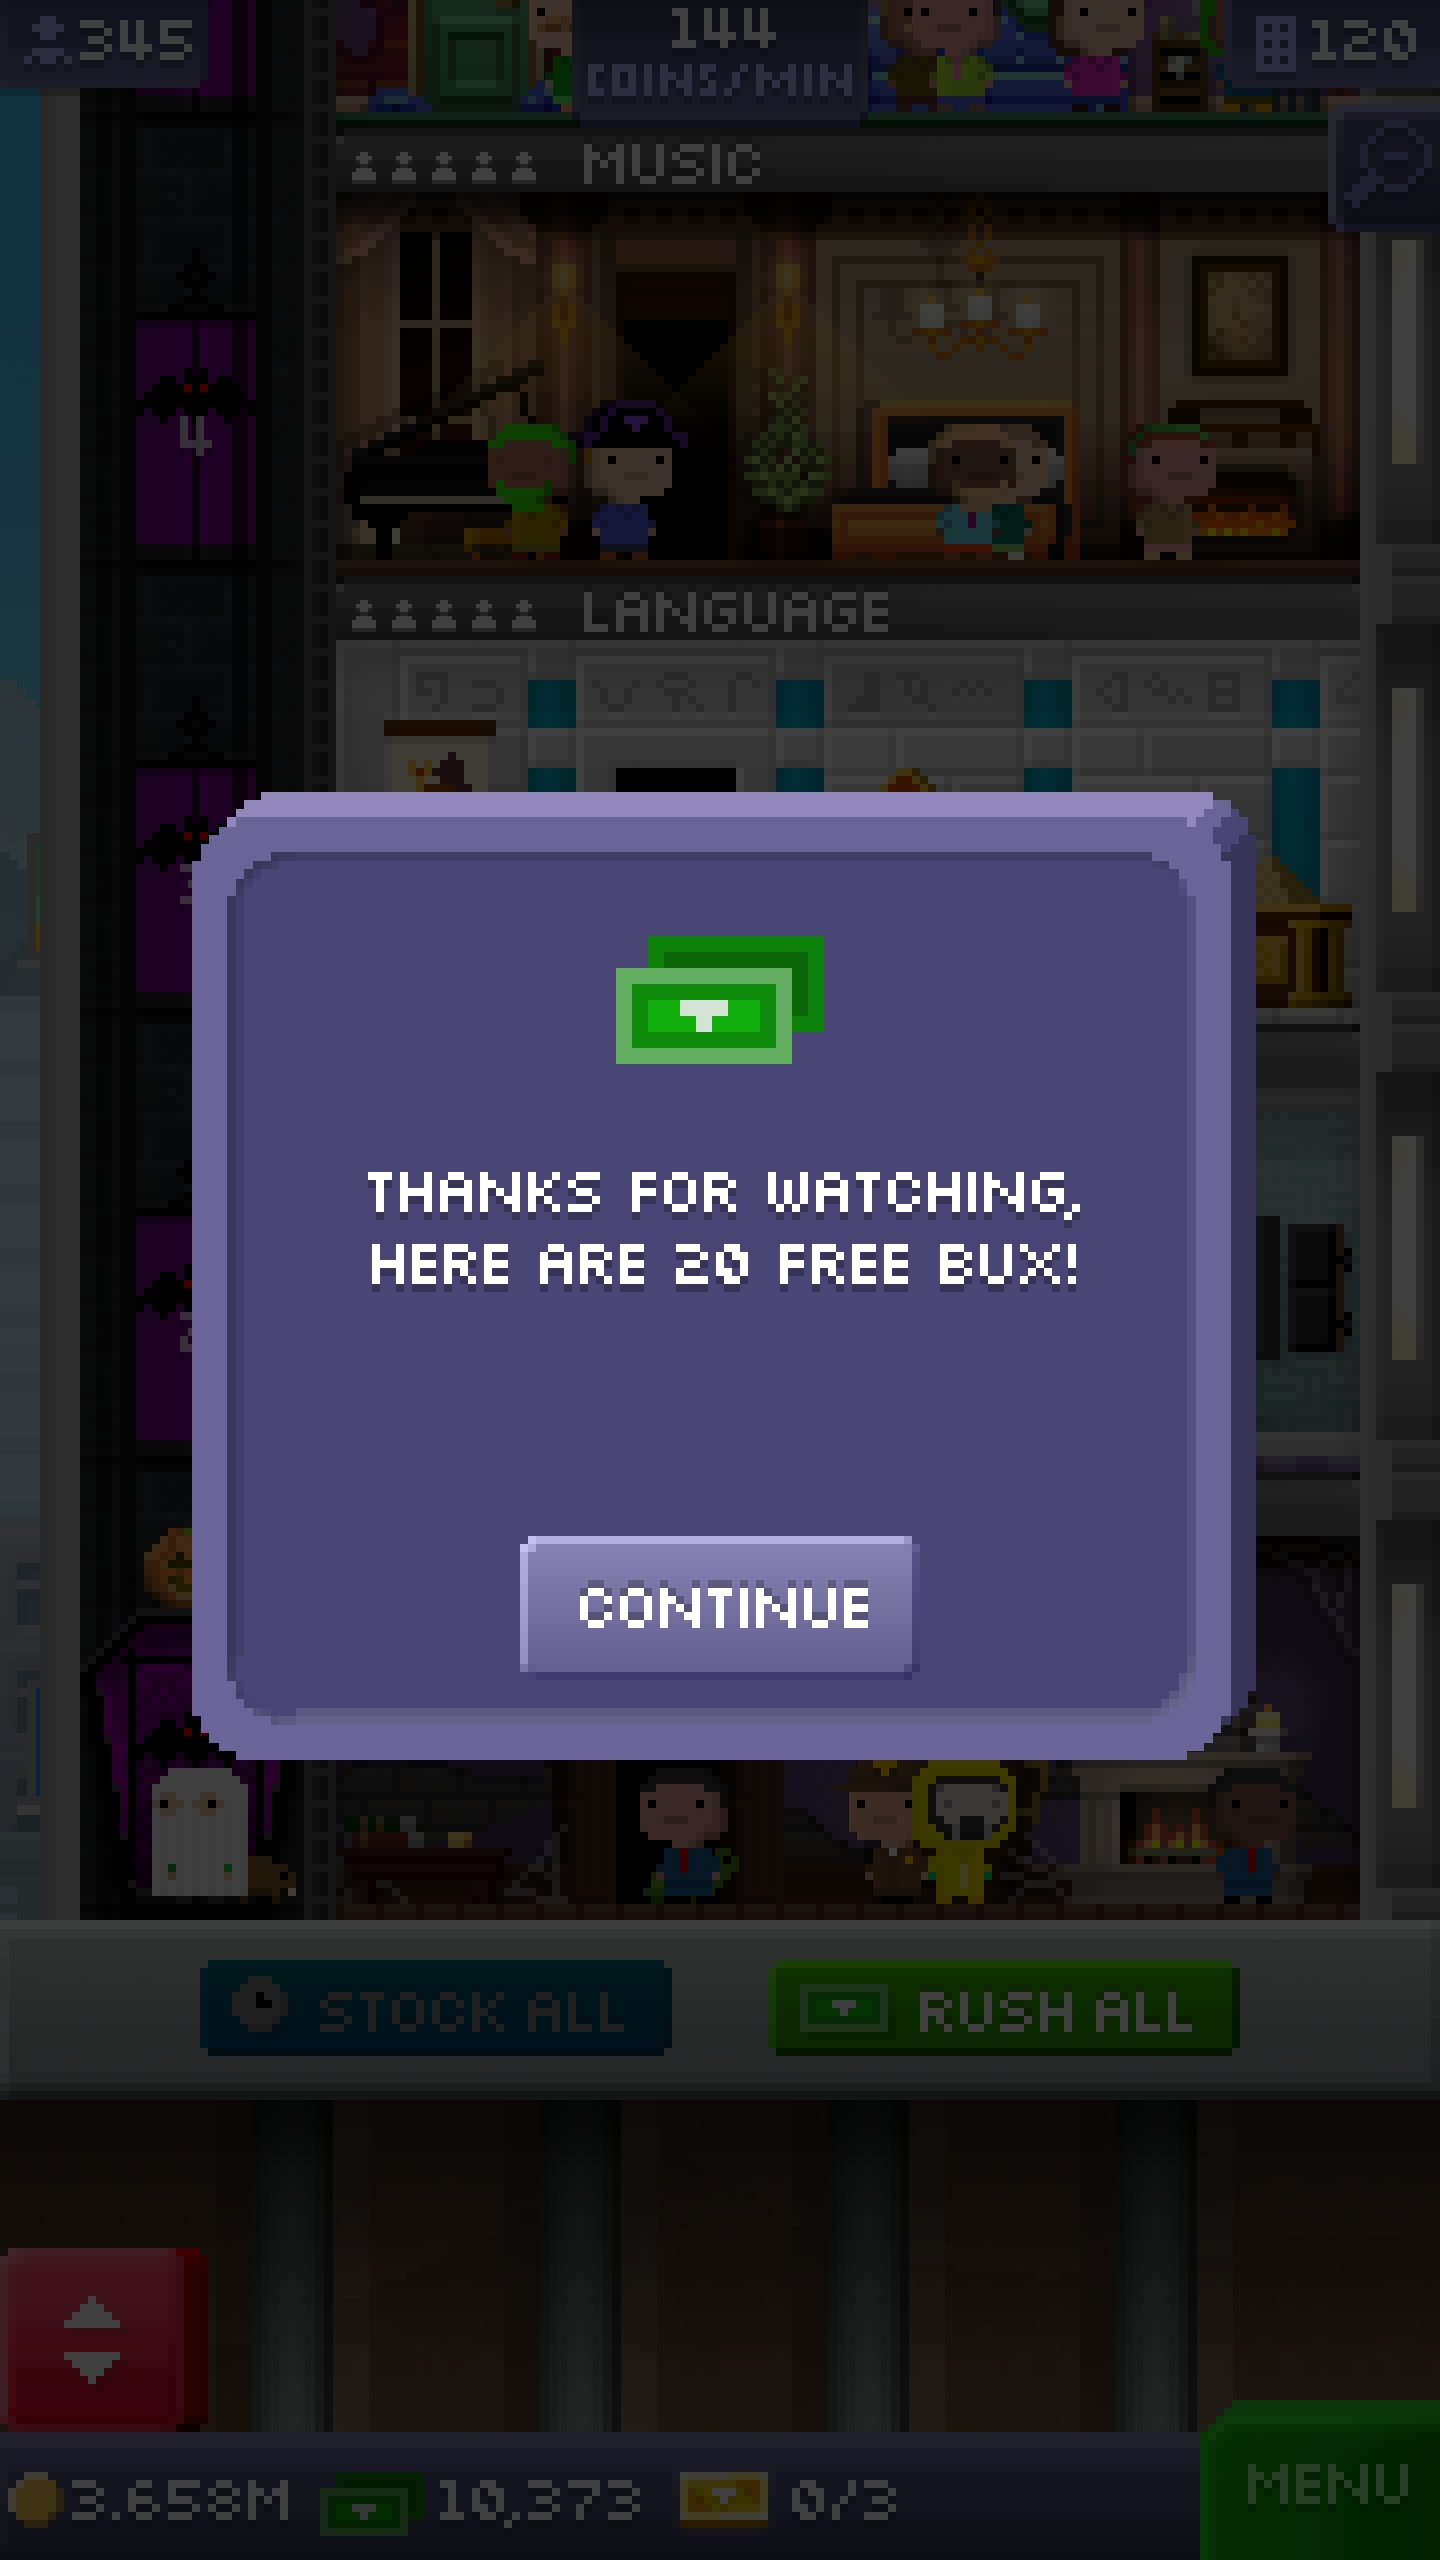 345
144
COINS/MIN
120
MUSIC
4
LANGUAGE
THANKS FOR WATCHING,
HERE ARE 20 FREE BUX!
CONTINUE
STOCK ALL
RUSH ALL
3.658M
10,373
0/3
MENU